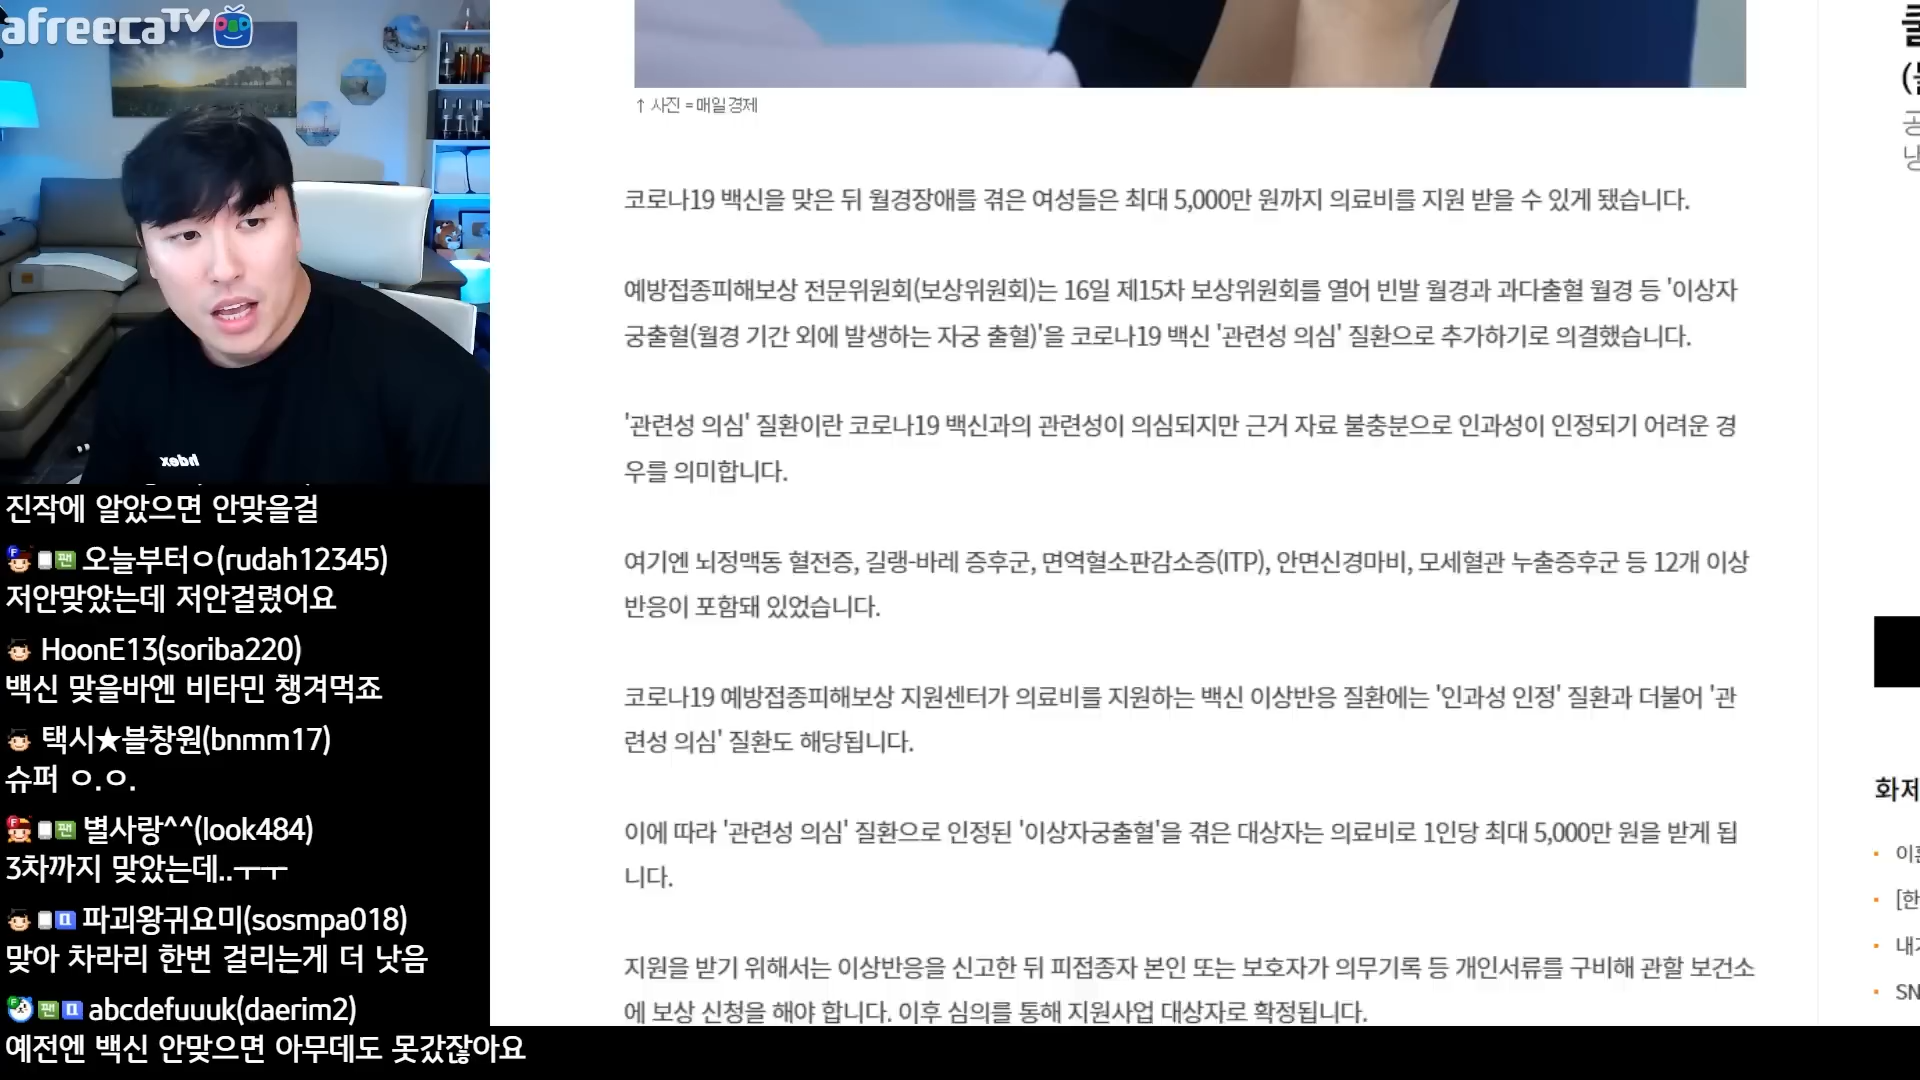 afreecaTV
hdex
진작에 알았으면 안맞을걸
오늘부터ㅇ(rudah12345)
저안맞았는데 저안걸렸어요
HoonE13(soriba220)
백신 맞을바엔 비타민 챙겨먹죠
택시★블창원(bnmm17)
슈퍼 ㅇ.ㅇ.
별사랑^^(look484)
3차까지 맞았는데..ㅜㅜ
파괴왕귀요미(sosmpa018)
맞아 차라리 한번 걸리는게 더 낫음
abcdefuuuk(daerim2)
예전엔 백신 안맞으면 아무데도 못갔잖아요
↑ 사진 = 매일경제
코로나19 백신을 맞은 뒤 월경장애를 겪은 여성들은 최대 5,000만 원까지 의료비를 지원 받을 수 있게 됐습니다.
예방접종피해보상 전문위원회(보상위원회)는 16일 제15차 보상위원회를 열어 빈발 월경과 과다출혈 월경 등 '이상자
궁출혈(월경 기간 외에 발생하는 자궁 출혈)'을 코로나19 백신 '관련성 의심' 질환으로 추가하기로 의결했습니다.
'관련성 의심' 질환이란 코로나19 백신과의 관련성이 의심되지만 근거 자료 불충분으로 인과성이 인정되기 어려운 경
우를 의미합니다.
여기엔 뇌정맥동 혈전증, 길랭-바레 증후군, 면역혈소판감소증(ITP), 안면신경마비, 모세혈관 누출증후군 등 12개 이상
반응이 포함돼 있었습니다.
코로나19 예방접종피해보상 지원센터가 의료비를 지원하는 백신 이상반응 질환에는 '인과성 인정' 질환과 더불어 '관
련성 의심' 질환도 해당됩니다.
이에 따라 '관련성 의심' 질환으로 인정된 '이상자궁출혈'을 겪은 대상자는 의료비로 1인당 최대 5,000만 원을 받게 됩
니다.
지원을 받기 위해서는 이상반응을 신고한 뒤 피접종자 본인 또는 보호자가 의무기록 등 개인서류를 구비해 관할 보건소
에 보상 신청을 해야 합니다. 이후 심의를 통해 지원사업 대상자로 확정됩니다.
화제
[한
SN